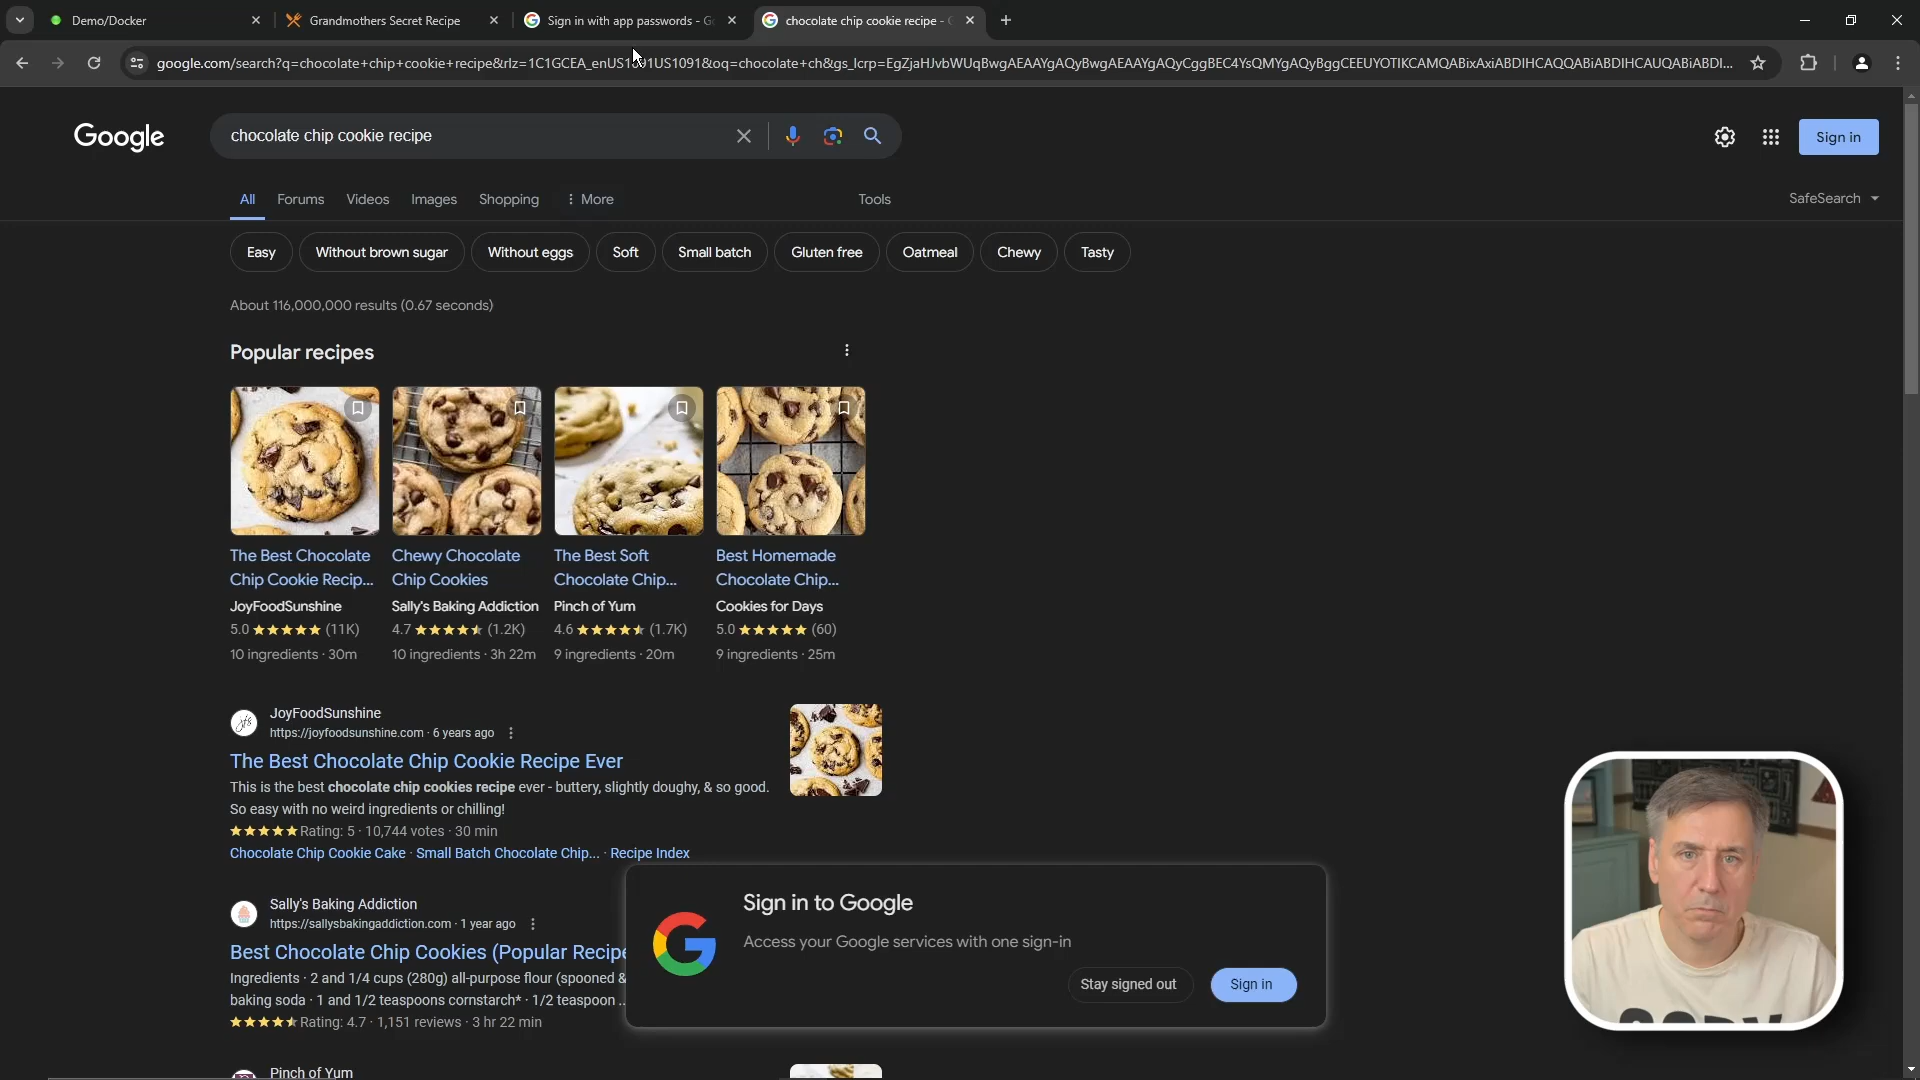 Demo/Docker
Grandmothers Secret Recipe
Sign in with app passwords - G
chocolate chip cookie recipe -
google.com/search?q=chocolate+chip+cookie+recipe&rlz=1C1GCEA_enUS1091US1091&oq=chocolate+ch&gs_lcrp=EgZjaHJvbWUqBwgAEAAYgAQyBwgAEAAYgAQyCggBEC4YsQMYgAQyBggCEEUYOTIKCAMQABixAxiABDIHCAQQABiABDIHCAUQABiABDI...
Google
chocolate chip cookie recipe
Sign in
All Forums Videos Images Shopping More Tools
SafeSearch
Easy Without brown sugar Without eggs Soft Small batch Gluten free Oatmeal Chewy Tasty
About 116,000,000 results (0.67 seconds)
Popular recipes
The Best Chocolate
Chip Cookie Recip...
JoyFoodSunshine
5.0 (11K)
10 ingredients · 30m
Chewy Chocolate
Chip Cookies
Sally's Baking Addiction
4.7 (1.2K)
10 ingredients · 3h 22m
The Best Soft
Chocolate Chip...
Pinch of Yum
4.6 (1.7K)
9 ingredients · 20m
Best Homemade
Chocolate Chip...
Cookies for Days
5.0 (60)
9 ingredients · 25m
JoyFoodSunshine
https://joyfoodsunshine.com · 6 years ago
The Best Chocolate Chip Cookie Recipe Ever
This is the best chocolate chip cookies recipe ever - buttery, slightly doughy, & so good.
So easy with no weird ingredients or chilling!
Rating: 5 · 10,744 votes · 30 min
Chocolate Chip Cookie Cake · Small Batch Chocolate Chip... · Recipe Index
Sally's Baking Addiction
https://sallysbakingaddiction.com · 1 year ago
Best Chocolate Chip Cookies (Popular Recipe
Ingredients · 2 and 1/4 cups (280g) all-purpose flour (spooned &
baking soda · 1 and 1/2 teaspoons cornstarch* · 1/2 teaspoon ...
Rating: 4.7 · 1,151 reviews · 3 hr 22 min
Pinch of Yum
Sign in to Google
Access your Google services with one sign-in
Stay signed out
Sign in